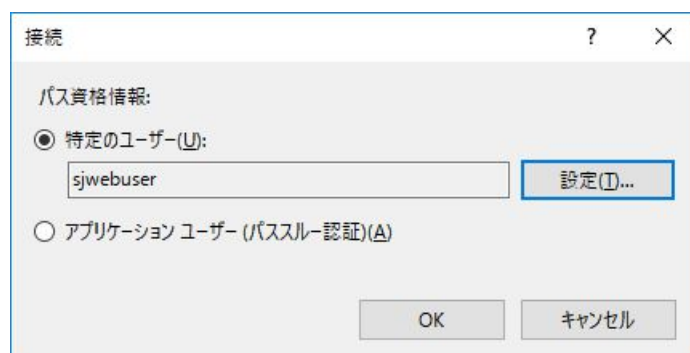 接続
パス資格情報:
特定のユーザー(U):
sjwebuser
設定(T)...
アプリケーション ユーザー (パススルー認証)(A)
OK
キャンセル